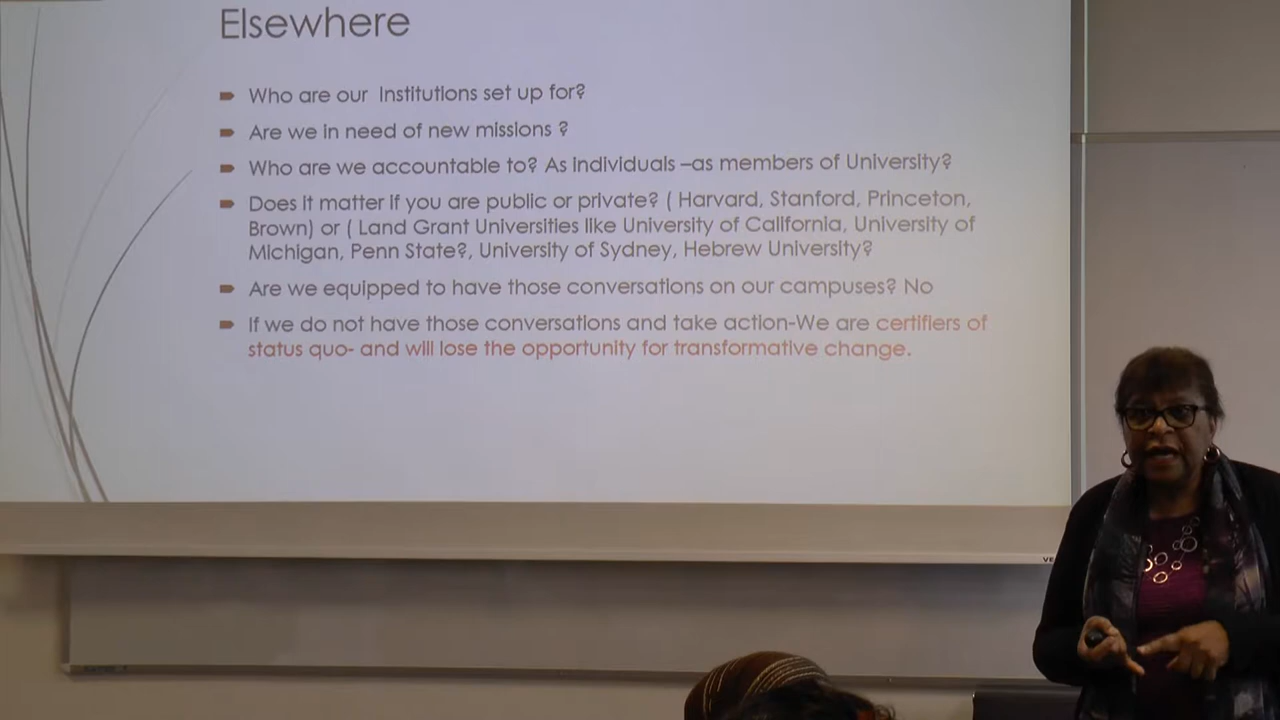 Elsewhere
Who are our Institutions set up for?
Are we in need of new missions ?
Who are we accountable to? As individuals –as members of University?
Does it matter if you are public or private? ( Harvard, Stanford, Princeton,
Brown) or ( Land Grant Universities like University of California, University of
Michigan, Penn State?, University of Sydney, Hebrew University?
Are we equipped to have those conversations on our campuses? No
If we do not have those conversations and take action-We are certifiers of
status quo- and will lose the opportunity for transformative change.